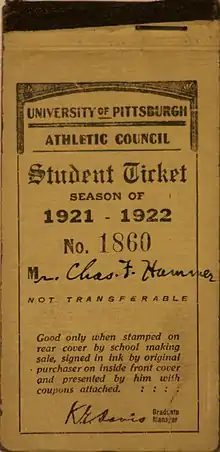 UNIVERSITY OF PITTSBURGH
ATHLETIC COUNCIL
Student Ticket
SEASON OF
1921 - 1922
No. 1860
Mr. Chas. F. Hammer
NOT TRANSFERABLE
Good only when stamped on
rear cover by school making
sale, signed in ink by original
purchaser on inside front cover
and presented by him with
coupons attached. : : : :
K E Davis Graduate
Manager